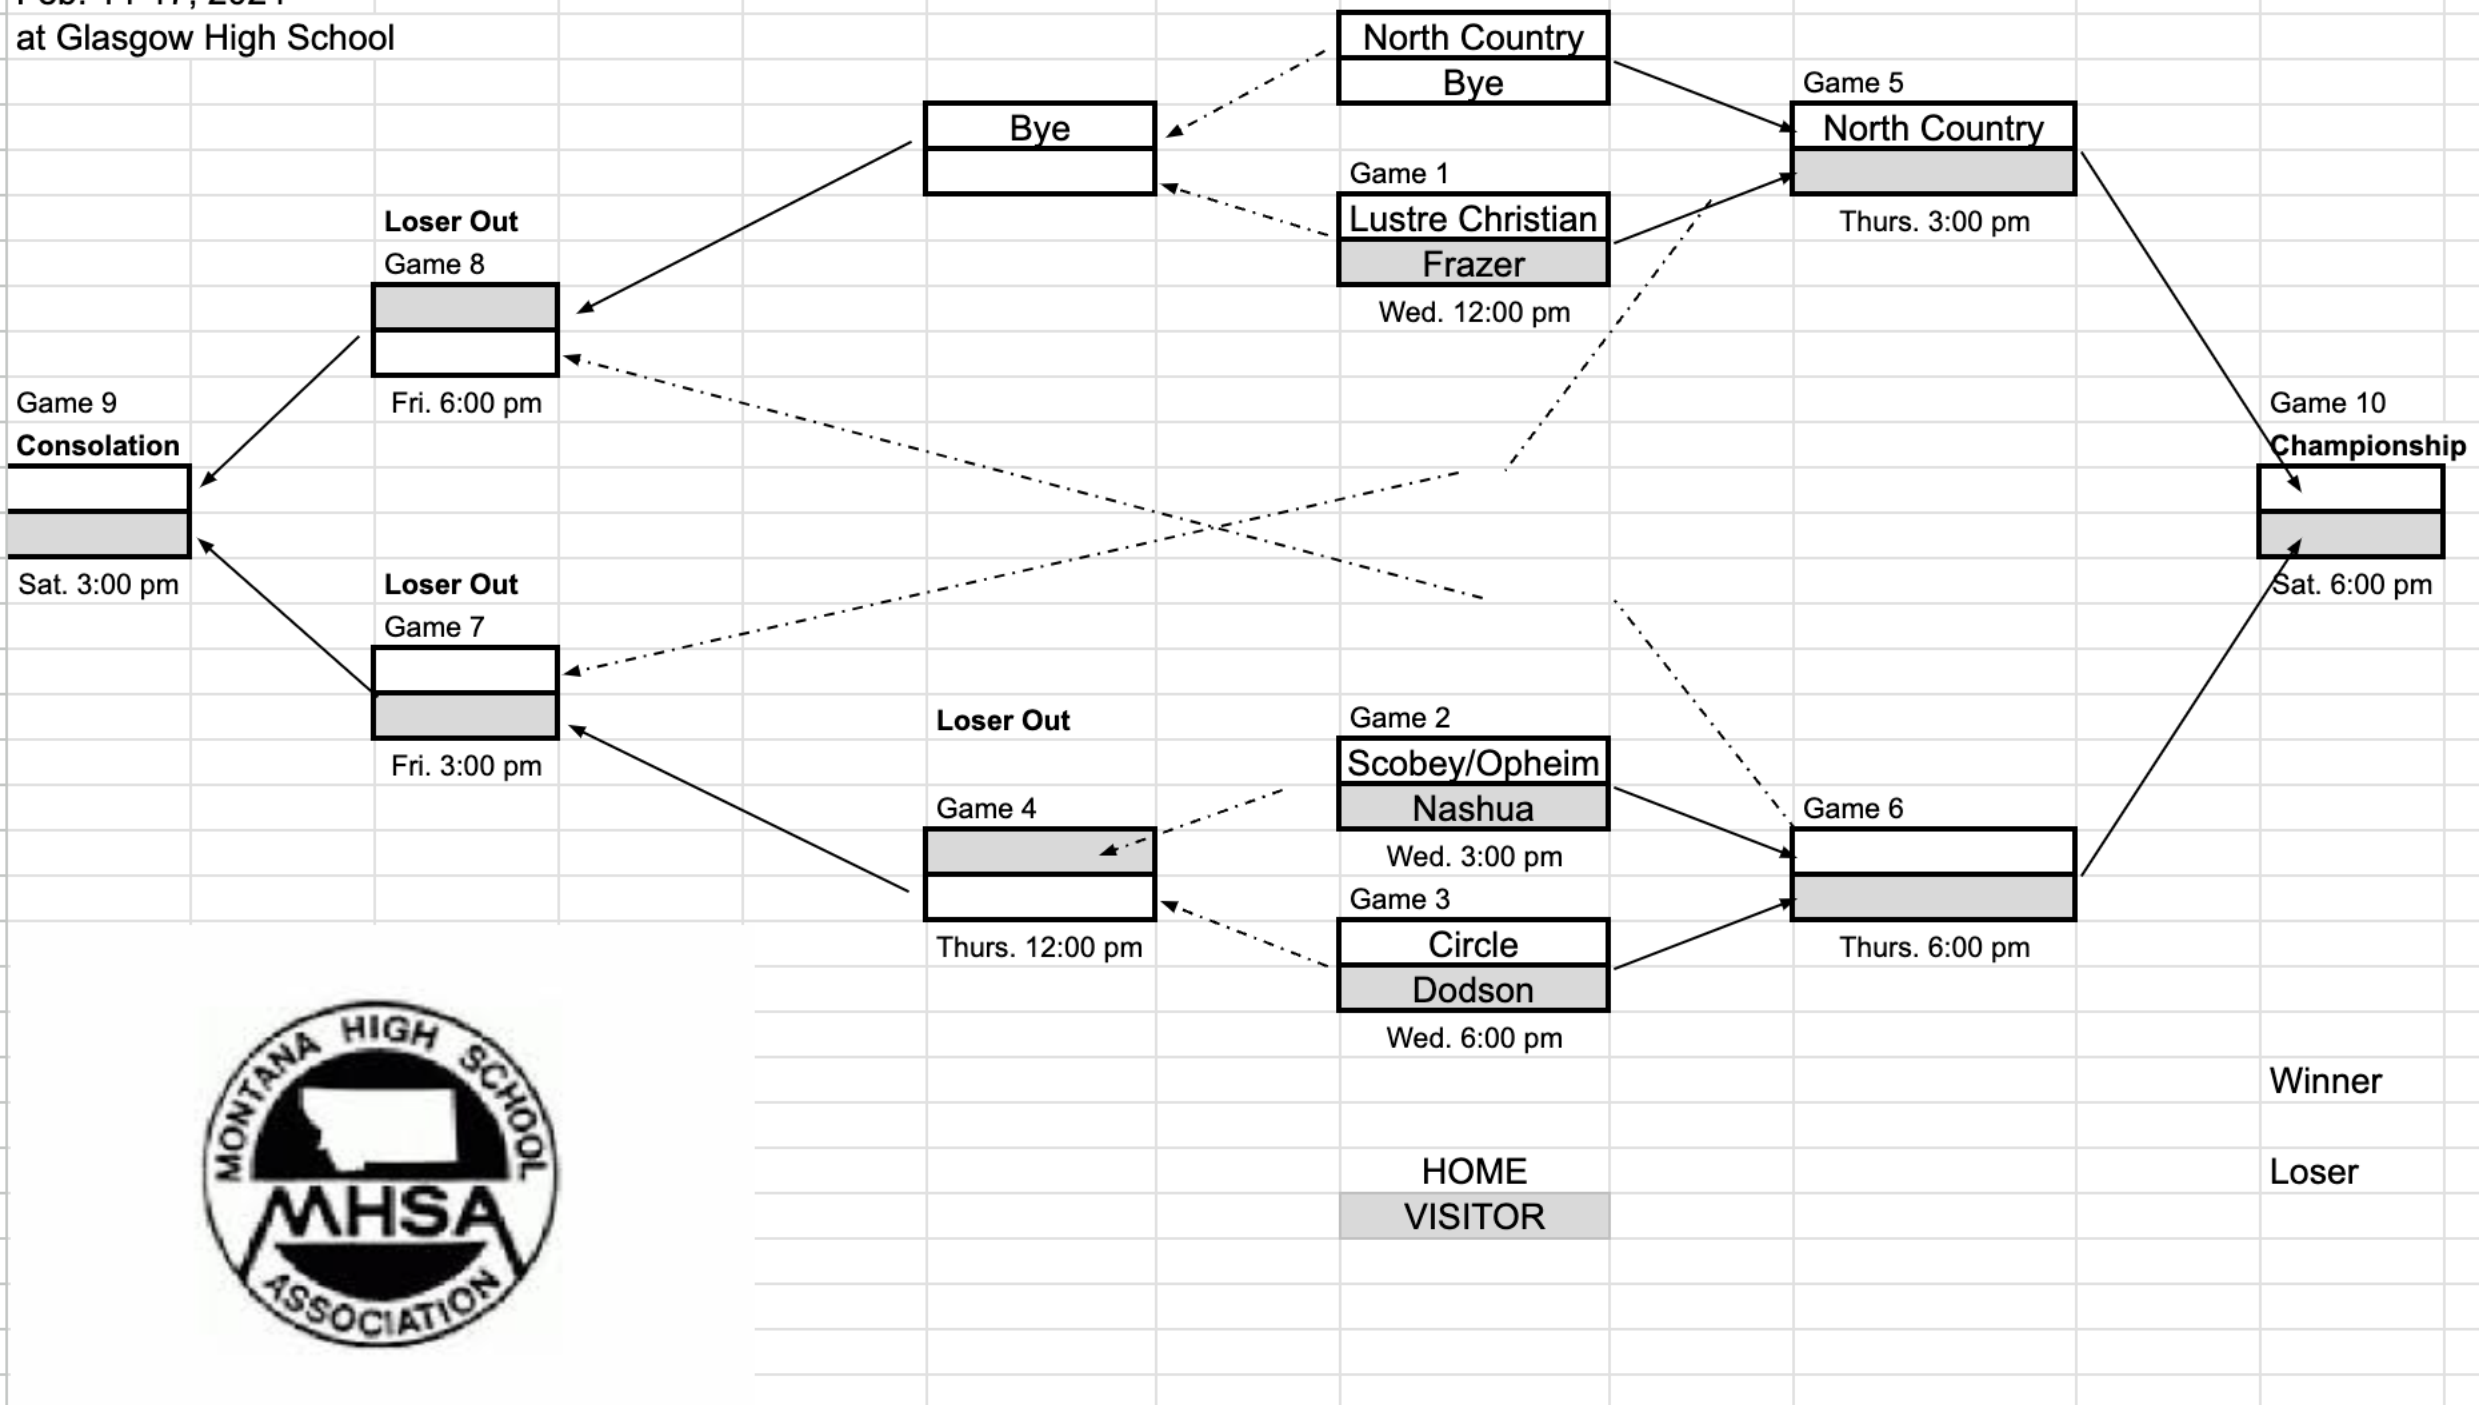 at Glasgow High School
North Country
Bye
Game 5
North Country
Thurs. 3:00 pm
Bye
Game 1
Lustre Christian
Frazer
Wed. 12:00 pm
Loser Out
Game 8
Fri. 6:00 pm
Game 9
Consolation
Sat. 3:00 pm
Game 10
Championship
Sat. 6:00 pm
Loser Out
Game 7
Fri. 3:00 pm
Loser Out
Game 4
Thurs. 12:00 pm
Game 2
Scobey/Opheim
Nashua
Wed. 3:00 pm
Game 3
Circle
Dodson
Wed. 6:00 pm
Game 6
Thurs. 6:00 pm
MONTANA HIGH SCHOOL
MHSA
ASSOCIATION
Winner
HOME
Loser
VISITOR